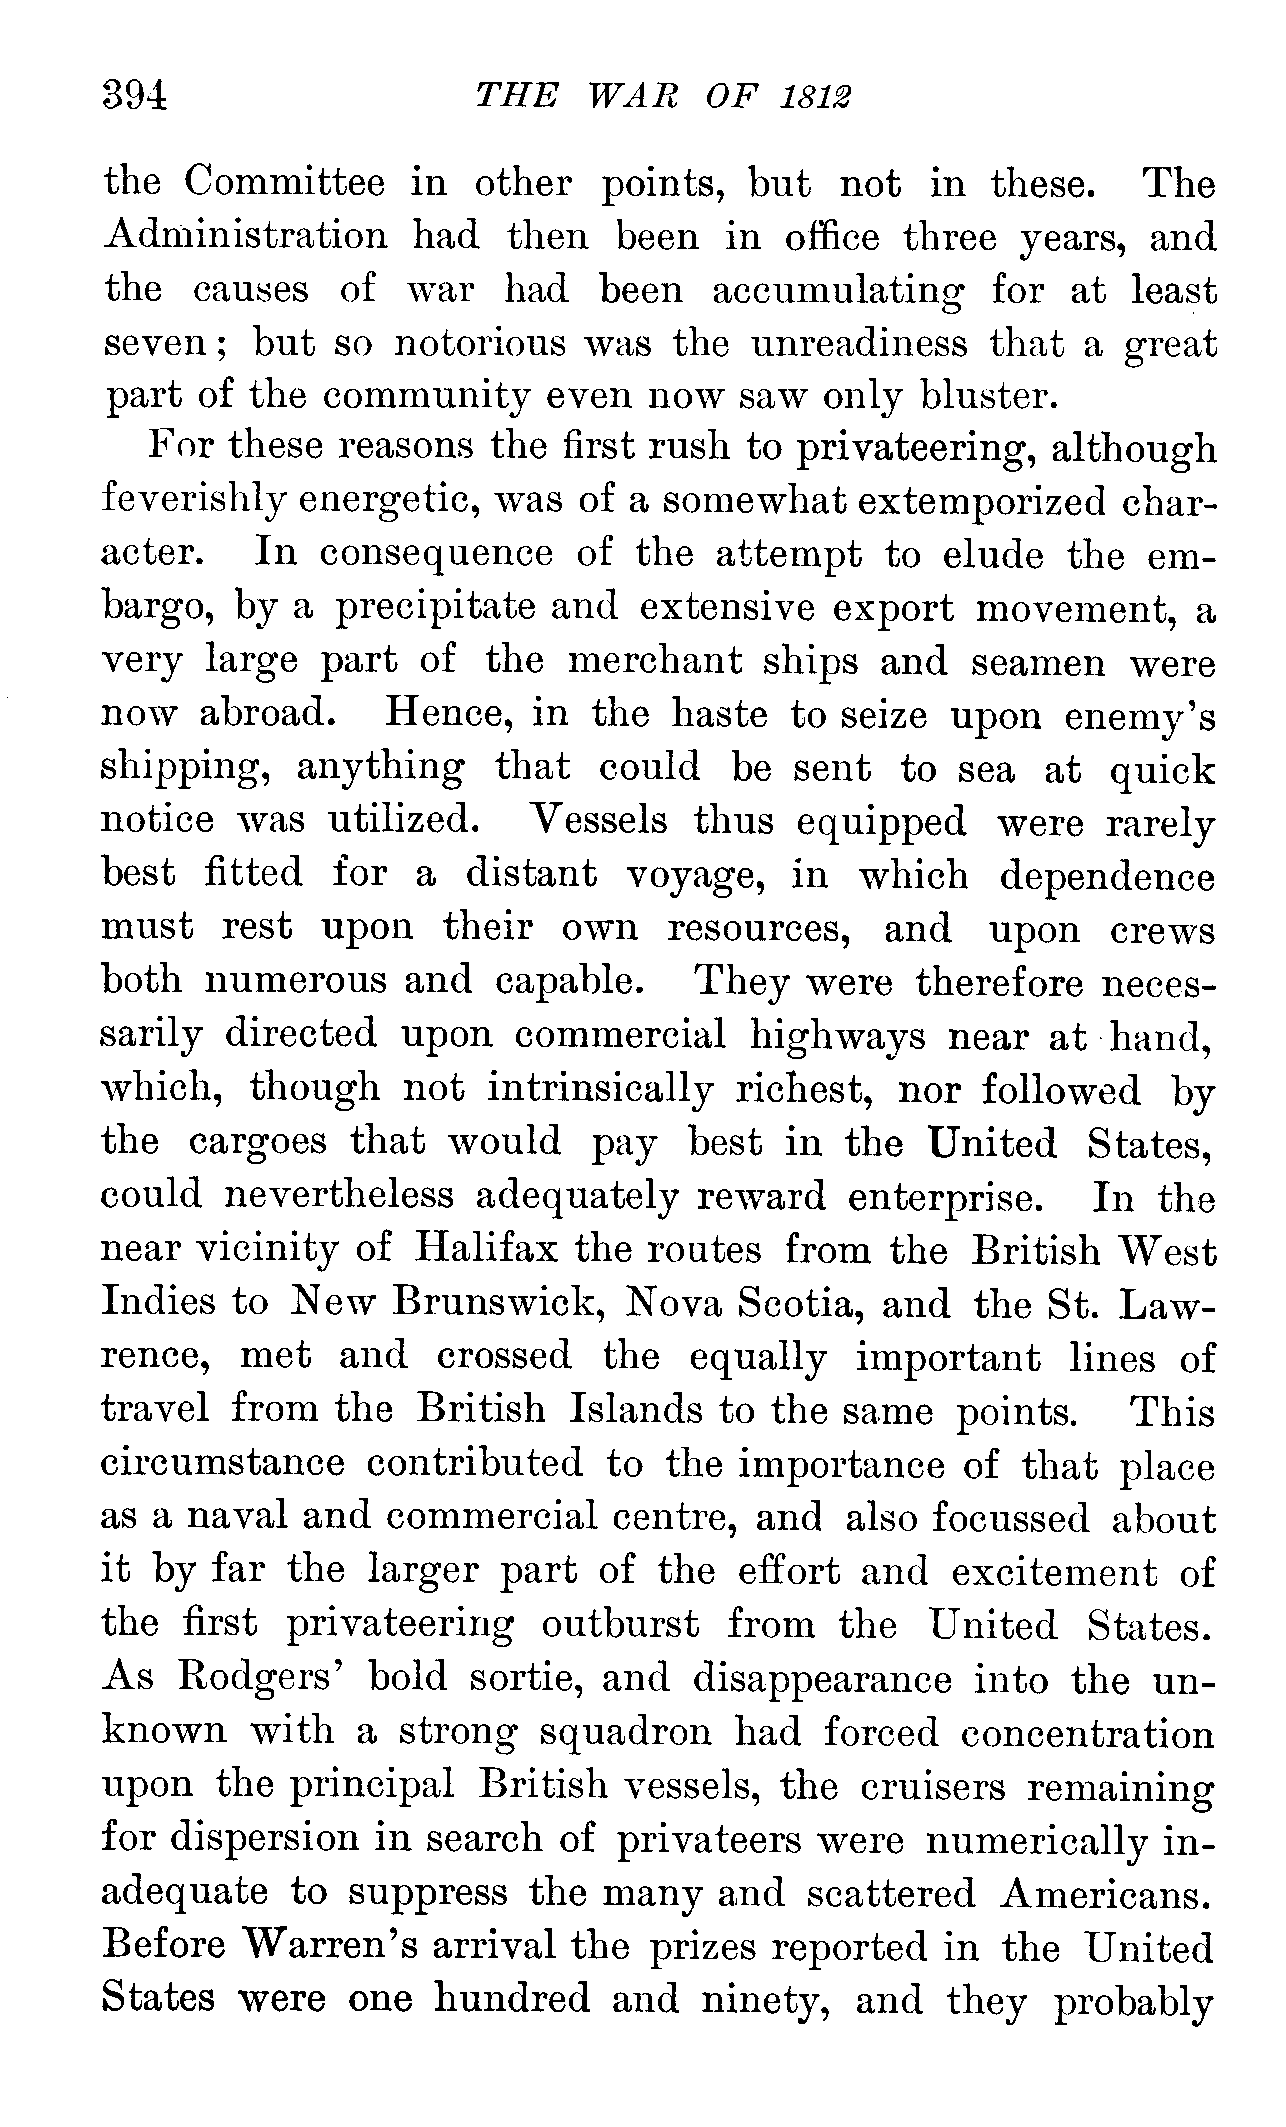 394 THE WAR OF 1812
the Committee in other points, but not in these. The
Administration had then been in office three years, and
the causes of war had been accumulating for at least
seven; but so notorious was the unreadiness that a great
part of the community even now saw only bluster.
For these reasons the first rush to privateering, although
feverishly energetic, was of a somewhat extemporized char-
acter. In consequence of the attempt to elude the em-
bargo, by a precipitate and extensive export movement, a
very large part of the merchant ships and seamen were
now abroad. Hence, in the haste to seize upon enemy's
shipping, anything that could be sent to sea at quick
notice was utilized. Vessels thus equipped were rarely
best fitted for a distant voyage, in which dependence
must rest upon their own resources, and upon crews
both numerous and capable. They were therefore neces-
sarily directed upon commercial highways near at hand,
which, though not intrinsically richest, nor followed by
the cargoes that would pay best in the United States,
could nevertheless adequately reward enterprise. In the
near vicinity of Halifax the routes from the British West
Indies to New Brunswick, Nova Scotia, and the St. Law-
rence, met and crossed the equally important lines of
travel from the British Islands to the same points. This
circumstance contributed to the importance of that place
as a naval and commercial centre, and also focussed about
it by far the larger part of the effort and excitement of
the first privateering outburst from the United States.
As Rodgers' bold sortie, and disappearance into the un-
known with a strong squadron had forced concentration
upon the principal British vessels, the cruisers remaining
for dispersion in search of privateers were numerically in-
adequate to suppress the many and scattered Americans.
Before Warren's arrival the prizes reported in the United
States were one hundred and ninety, and they probably